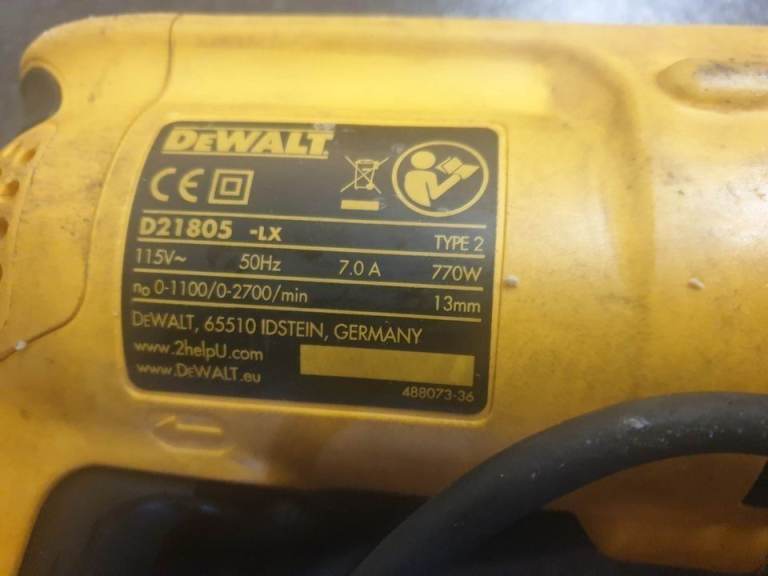 DEWALT
CE
D21805 -LX TYPE 2
115V~ 50Hz 7.0 A 770W
n₀ 0-1100/0-2700/min 13mm
DEWALT, 65510 IDSTEIN, GERMANY
www.2helpU.com
www.DEWALT.eu
488073-36